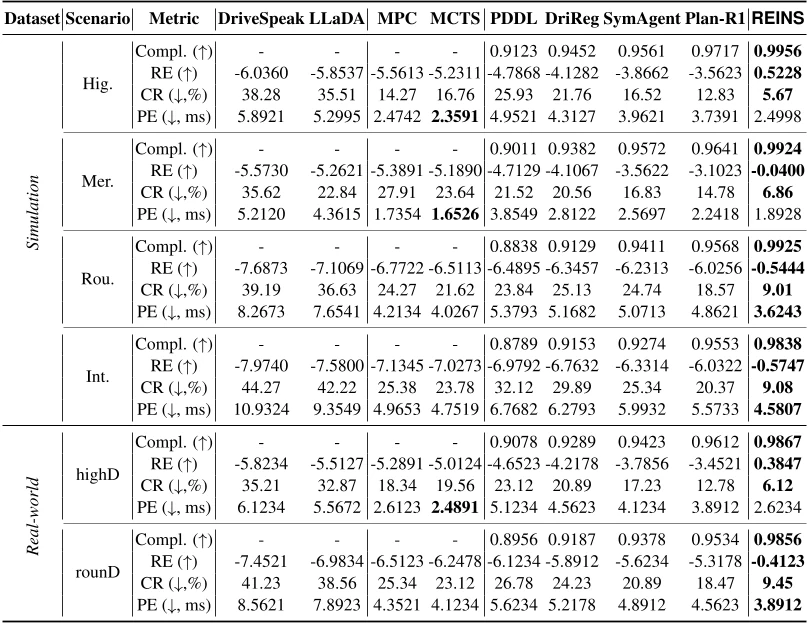 Dataset Scenario Metric DriveSpeak LLaDA MPC MCTS PDDL DriReg SymAgent Plan-R1 REINS
Simulation
Hig.
Compl. (↑) - - - - 0.9123 0.9452 0.9561 0.9717 0.9956
RE (↑) -6.0360 -5.8537 -5.5613 -5.2311 -4.7868 -4.1282 -3.8662 -3.5623 0.5228
CR (↓,%) 38.28 35.51 14.27 16.76 25.93 21.76 16.52 12.83 5.67
PE (↓, ms) 5.8921 5.2995 2.4742 2.3591 4.9521 4.3127 3.9621 3.7391 2.4998
Mer.
Compl. (↑) - - - - 0.9011 0.9382 0.9572 0.9641 0.9924
RE (↑) -5.5730 -5.2621 -5.3891 -5.1890 -4.7129 -4.1067 -3.5622 -3.1023 -0.0400
CR (↓,%) 35.62 22.84 27.91 23.64 21.52 20.56 16.83 14.78 6.86
PE (↓, ms) 5.2120 4.3615 1.7354 1.6526 3.8549 2.8122 2.5697 2.2418 1.8928
Rou.
Compl. (↑) - - - - 0.8838 0.9129 0.9411 0.9568 0.9925
RE (↑) -7.6873 -7.1069 -6.7722 -6.5113 -6.4895 -6.3457 -6.2313 -6.0256 -0.5444
CR (↓,%) 39.19 36.63 24.27 21.62 23.84 25.13 24.74 18.57 9.01
PE (↓, ms) 8.2673 7.6541 4.2134 4.0267 5.3793 5.1682 5.0713 4.8621 3.6243
Int.
Compl. (↑) - - - - 0.8789 0.9153 0.9274 0.9553 0.9838
RE (↑) -7.9740 -7.5800 -7.1345 -7.0273 -6.9792 -6.7632 -6.3314 -6.0322 -0.5747
CR (↓,%) 44.27 42.22 25.38 23.78 32.12 29.89 25.34 20.37 9.08
PE (↓, ms) 10.9324 9.3549 4.9653 4.7519 6.7682 6.2793 5.9932 5.5733 4.5807
Real-world
highD
Compl. (↑) - - - - 0.9078 0.9289 0.9423 0.9612 0.9867
RE (↑) -5.8234 -5.5127 -5.2891 -5.0124 -4.6523 -4.2178 -3.7856 -3.4521 0.3847
CR (↓,%) 35.21 32.87 18.34 19.56 23.12 20.89 17.23 12.78 6.12
PE (↓, ms) 6.1234 5.5672 2.6123 2.4891 5.1234 4.5623 4.1234 3.8912 2.6234
rounD
Compl. (↑) - - - - 0.8956 0.9187 0.9378 0.9534 0.9856
RE (↑) -7.4521 -6.9834 -6.5123 -6.2478 -6.1234 -5.8912 -5.6234 -5.3178 -0.4123
CR (↓,%) 41.23 38.56 25.34 23.12 26.78 24.23 20.89 18.47 9.45
PE (↓, ms) 8.5621 7.8923 4.3521 4.1234 5.6234 5.2178 4.8912 4.5623 3.8912